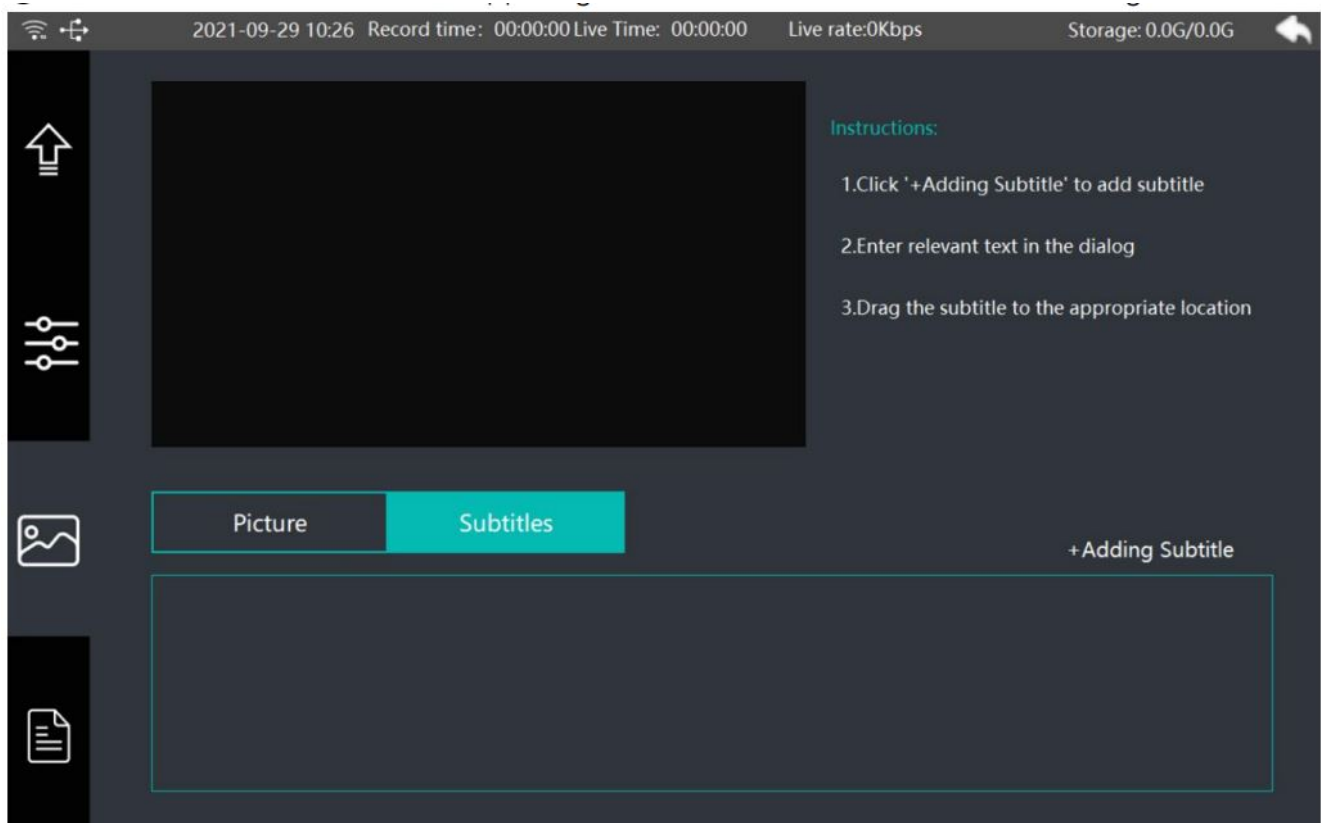 2021-09-29 10:26 Record time: 00:00:00 Live Time: 00:00:00 Live rate:0Kbps Storage: 0.0G/0.0G
Instructions:
1.Click '+Adding Subtitle' to add subtitle
2.Enter relevant text in the dialog
3.Drag the subtitle to the appropriate location
Picture Subtitles
+Adding Subtitle